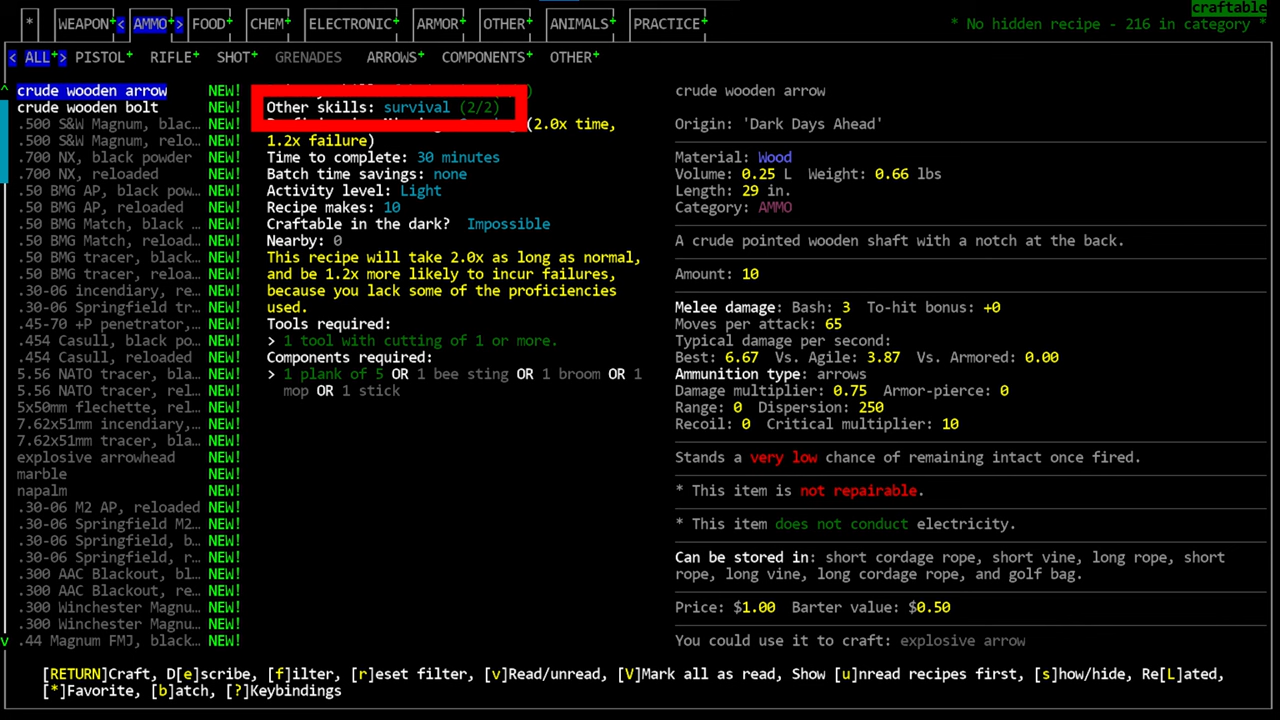 craftable
* WEAPON+ < AMMO+ > FOOD+ CHEM+ ELECTRONIC+ ARMOR+ OTHER+ ANIMALS+ PRACTICE+ * No hidden recipe - 216 in category *
< ALL+ > PISTOL+ RIFLE+ SHOT+ GRENADES ARROWS+ COMPONENTS+ OTHER+
crude wooden arrow NEW!
crude wooden bolt NEW!
.500 S&W Magnum, blac… NEW!
.500 S&W Magnum, relo… NEW!
.700 NX, black powder NEW!
.700 NX, reloaded NEW!
.50 BMG AP, black pow… NEW!
.50 BMG AP, reloaded NEW!
.50 BMG Match, black … NEW!
.50 BMG Match, reload… NEW!
.50 BMG tracer, black… NEW!
.50 BMG tracer, reloa… NEW!
.30-06 incendiary, re… NEW!
.30-06 Springfield tr… NEW!
.45-70 +P penetrator,… NEW!
.454 Casull, black po… NEW!
.454 Casull, reloaded NEW!
5.56 NATO tracer, bla… NEW!
5.56 NATO tracer, rel… NEW!
5x50mm flechette, rel… NEW!
7.62x51mm incendiary,… NEW!
7.62x51mm tracer, bla… NEW!
explosive arrowhead NEW!
marble NEW!
napalm NEW!
.30-06 M2 AP, reloaded NEW!
.30-06 Springfield M2… NEW!
.30-06 Springfield, b… NEW!
.30-06 Springfield, r… NEW!
.300 AAC Blackout, bl… NEW!
.300 AAC Blackout, re… NEW!
.300 Winchester Magnu… NEW!
.300 Winchester Magnu… NEW!
.44 Magnum FMJ, black… NEW!
Other skills: survival (2/2)
(2.0x time,
1.2x failure)
Time to complete: 30 minutes
Batch time savings: none
Activity level: Light
Recipe makes: 10
Craftable in the dark? Impossible
Nearby: 0
This recipe will take 2.0x as long as normal,
and be 1.2x more likely to incur failures,
because you lack some of the proficiencies
used.
Tools required:
> 1 tool with cutting of 1 or more.
Components required:
> 1 plank of 5 OR 1 bee sting OR 1 broom OR 1
mop OR 1 stick
crude wooden arrow
Origin: 'Dark Days Ahead'
Material: Wood
Volume: 0.25 L Weight: 0.66 lbs
Length: 29 in.
Category: AMMO
A crude pointed wooden shaft with a notch at the back.
Amount: 10
Melee damage: Bash: 3 To-hit bonus: +0
Moves per attack: 65
Typical damage per second:
Best: 6.67 Vs. Agile: 3.87 Vs. Armored: 0.00
Ammunition type: arrows
Damage multiplier: 0.75 Armor-pierce: 0
Range: 0 Dispersion: 250
Recoil: 0 Critical multiplier: 10
Stands a very low chance of remaining intact once fired.
* This item is not repairable.
* This item does not conduct electricity.
Can be stored in: short cordage rope, short vine, long rope, short
rope, long vine, long cordage rope, and golf bag.
Price: $1.00 Barter value: $0.50
You could use it to craft: explosive arrow
[RETURN]Craft, D[e]scribe, [f]ilter, [r]eset filter, [v]Read/unread, [V]Mark all as read, Show [u]nread recipes first, [s]how/hide, Re[L]ated,
[*]Favorite, [b]atch, [?]Keybindings